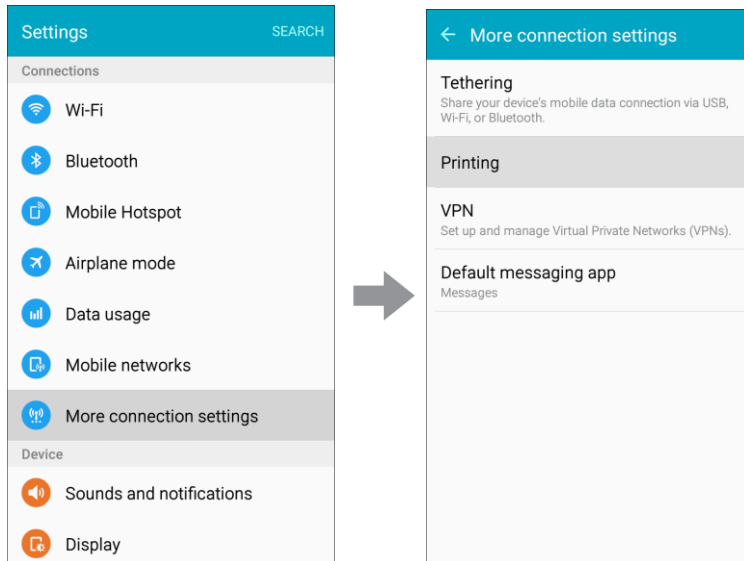 Settings
SEARCH
Connections
Wi-Fi
Bluetooth
Mobile Hotspot
Airplane mode
Data usage
Mobile networks
More connection settings
Device
Sounds and notifications
Display
More connection settings
Tethering
Share your device's mobile data connection via USB,
Wi-Fi, or Bluetooth.
Printing
VPN
Set up and manage Virtual Private Networks (VPNs).
Default messaging app
Messages